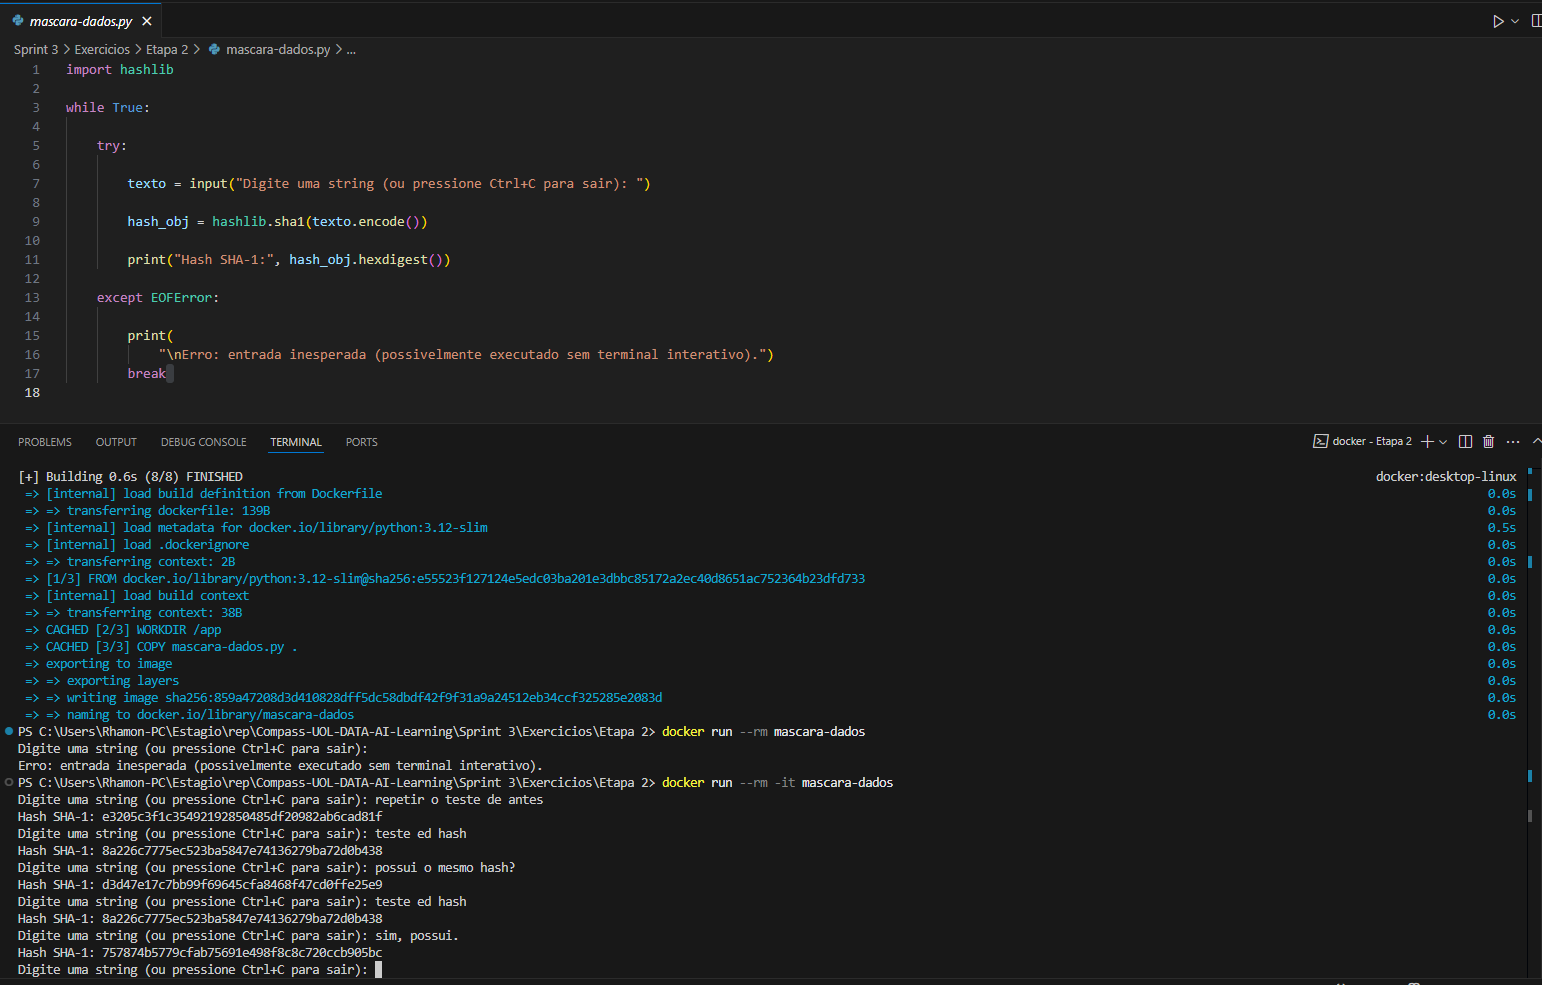 mascara-dados.py
Sprint 3 > Exercicios > Etapa 2 > mascara-dados.py > ...
1 import hashlib
2
3 while True:
4
5 try:
6
7 texto = input("Digite uma string (ou pressione Ctrl+C para sair): ")
8
9 hash_obj = hashlib.sha1(texto.encode())
10
11 print("Hash SHA-1:", hash_obj.hexdigest())
12
13 except EOFError:
14
15 print(
16 "\nErro: entrada inesperada (possivelmente executado sem terminal interativo).")
17 break
18
PROBLEMS OUTPUT DEBUG CONSOLE TERMINAL PORTS docker - Etapa 2
[+] Building 0.6s (8/8) FINISHED docker:desktop-linux
=> [internal] load build definition from Dockerfile 0.0s
=> => transferring dockerfile: 139B 0.0s
=> [internal] load metadata for docker.io/library/python:3.12-slim 0.5s
=> [internal] load .dockerignore 0.0s
=> => transferring context: 2B 0.0s
=> [1/3] FROM docker.io/library/python:3.12-slim@sha256:e55523f127124e5edc03ba201e3dbbc85172a2ec40d8651ac752364b23dfd733 0.0s
=> [internal] load build context 0.0s
=> => transferring context: 38B 0.0s
=> CACHED [2/3] WORKDIR /app 0.0s
=> CACHED [3/3] COPY mascara-dados.py . 0.0s
=> exporting to image 0.0s
=> => exporting layers 0.0s
=> => writing image sha256:859a47208d3d410828dff5dc58dbdf42f9f31a9a24512eb34ccf325285e2083d 0.0s
=> => naming to docker.io/library/mascara-dados 0.0s
PS C:\Users\Rhamon-PC\Estagio\rep\Compass-UOL-DATA-AI-Learning\Sprint 3\Exercicios\Etapa 2> docker run --rm mascara-dados
Digite uma string (ou pressione Ctrl+C para sair):
Erro: entrada inesperada (possivelmente executado sem terminal interativo).
PS C:\Users\Rhamon-PC\Estagio\rep\Compass-UOL-DATA-AI-Learning\Sprint 3\Exercicios\Etapa 2> docker run --rm -it mascara-dados
Digite uma string (ou pressione Ctrl+C para sair): repetir o teste de antes
Hash SHA-1: e3205c3f1c35492192850485df20982ab6cad81f
Digite uma string (ou pressione Ctrl+C para sair): teste ed hash
Hash SHA-1: 8a226c7775ec523ba5847e74136279ba72d0b438
Digite uma string (ou pressione Ctrl+C para sair): possui o mesmo hash?
Hash SHA-1: d3d47e17c7bb99f69645cfa8468f47cd0ffe25e9
Digite uma string (ou pressione Ctrl+C para sair): teste ed hash
Hash SHA-1: 8a226c7775ec523ba5847e74136279ba72d0b438
Digite uma string (ou pressione Ctrl+C para sair): sim, possui.
Hash SHA-1: 757874b5779cfab75691e498f8c8c720ccb905bc
Digite uma string (ou pressione Ctrl+C para sair):